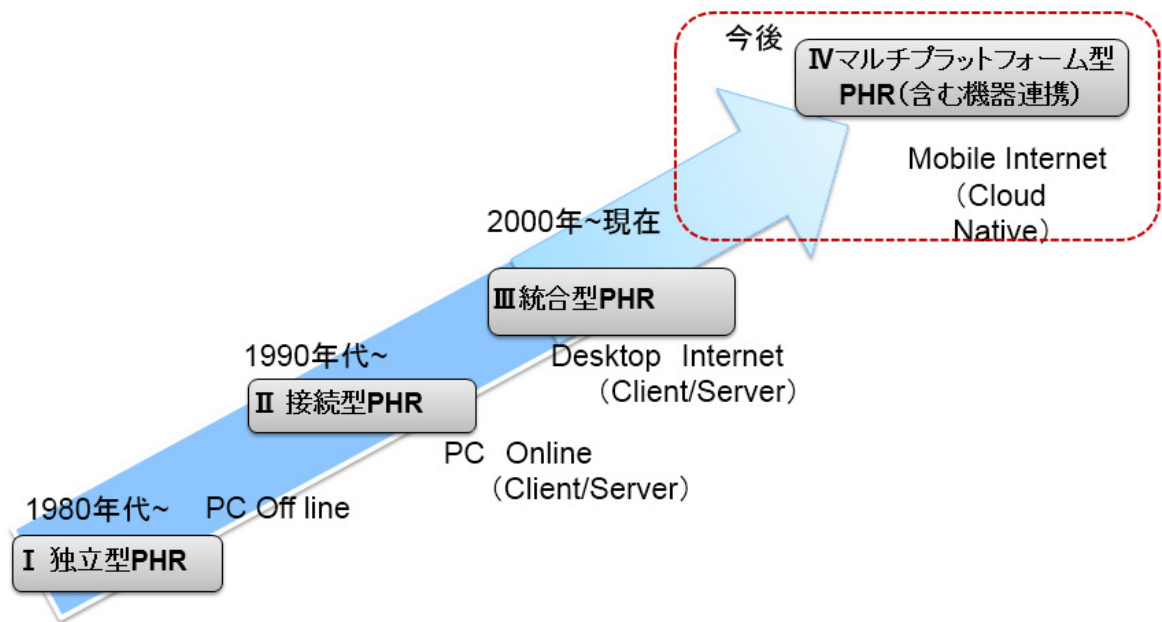 今後
Ⅳマルチプラットフォーム型
PHR（含む機器連携）
Mobile Internet
（Cloud
Native）
2000年~現在
Ⅲ統合型PHR
Desktop Internet
（Client/Server）
1990年代~
Ⅱ 接続型PHR
PC Online
（Client/Server）
1980年代~ PC Off line
Ⅰ 独立型PHR